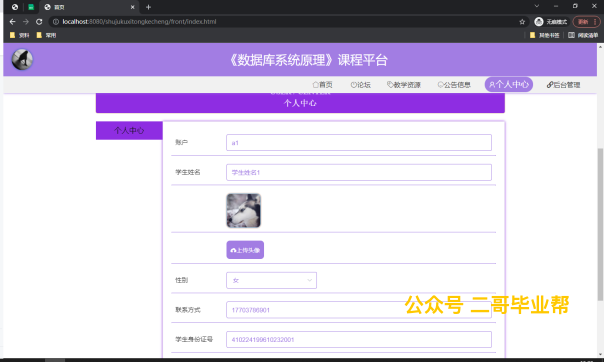 首页
localhost:8080/shujukuxitongkecheng/front/index.html
无痕模式
更新
资料
常用
其他书签
阅读清单
《数据库系统原理》课程平台
首页
论坛
教学资源
公告信息
个人中心
后台管理
个人中心
个人中心
账户
a1
学生姓名
学生姓名1
上传头像
性别
女
联系方式
17703786901
公众号 二哥毕业帮
学生身份证号
410224199610232001